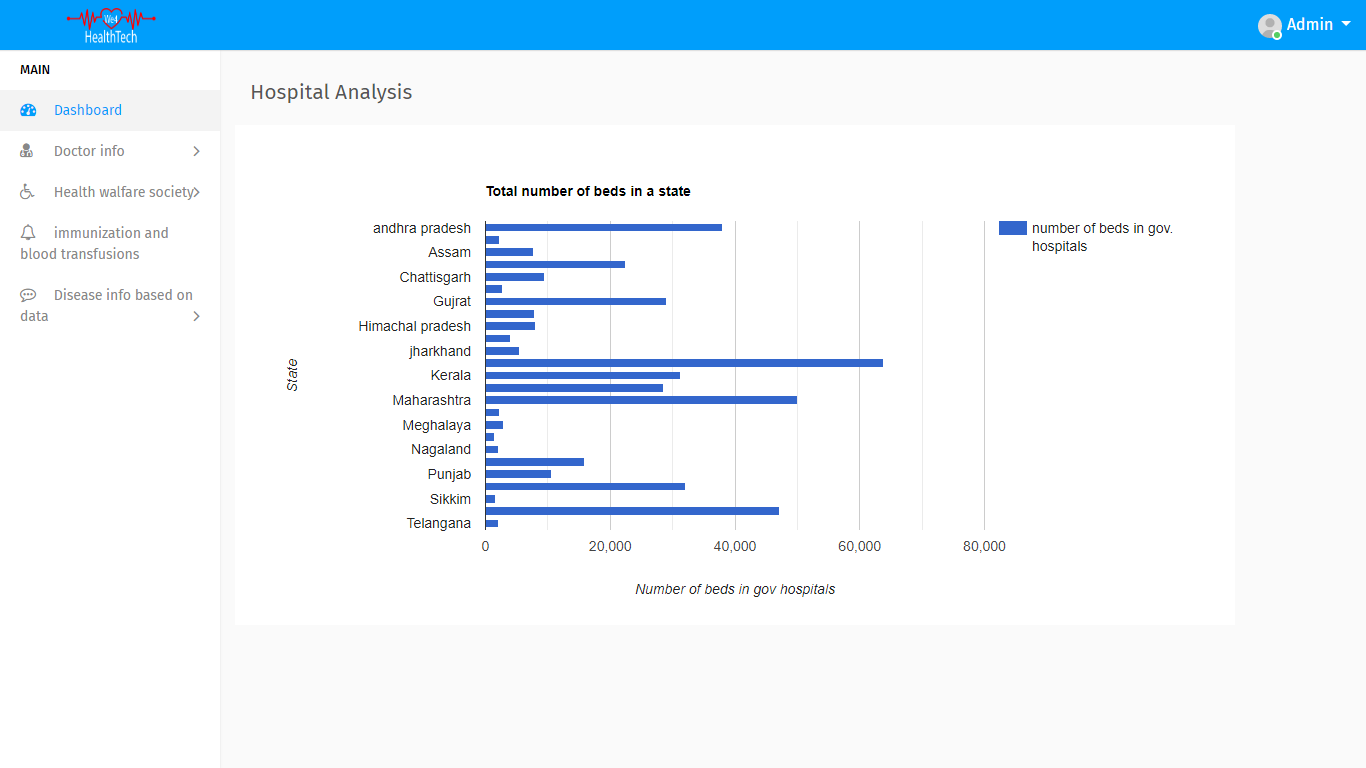 We4
HealthTech
Admin
MAIN
Dashboard
Doctor info
Health walfare society
immunization and
blood transfusions
Disease info based on
data
Hospital Analysis
Total number of beds in a state
andhra pradesh
Assam
Chattisgarh
Gujrat
Himachal pradesh
jharkhand
Kerala
Maharashtra
Meghalaya
Nagaland
Punjab
Sikkim
Telangana
State
0 20,000 40,000 60,000 80,000
Number of beds in gov hospitals
number of beds in gov.
hospitals